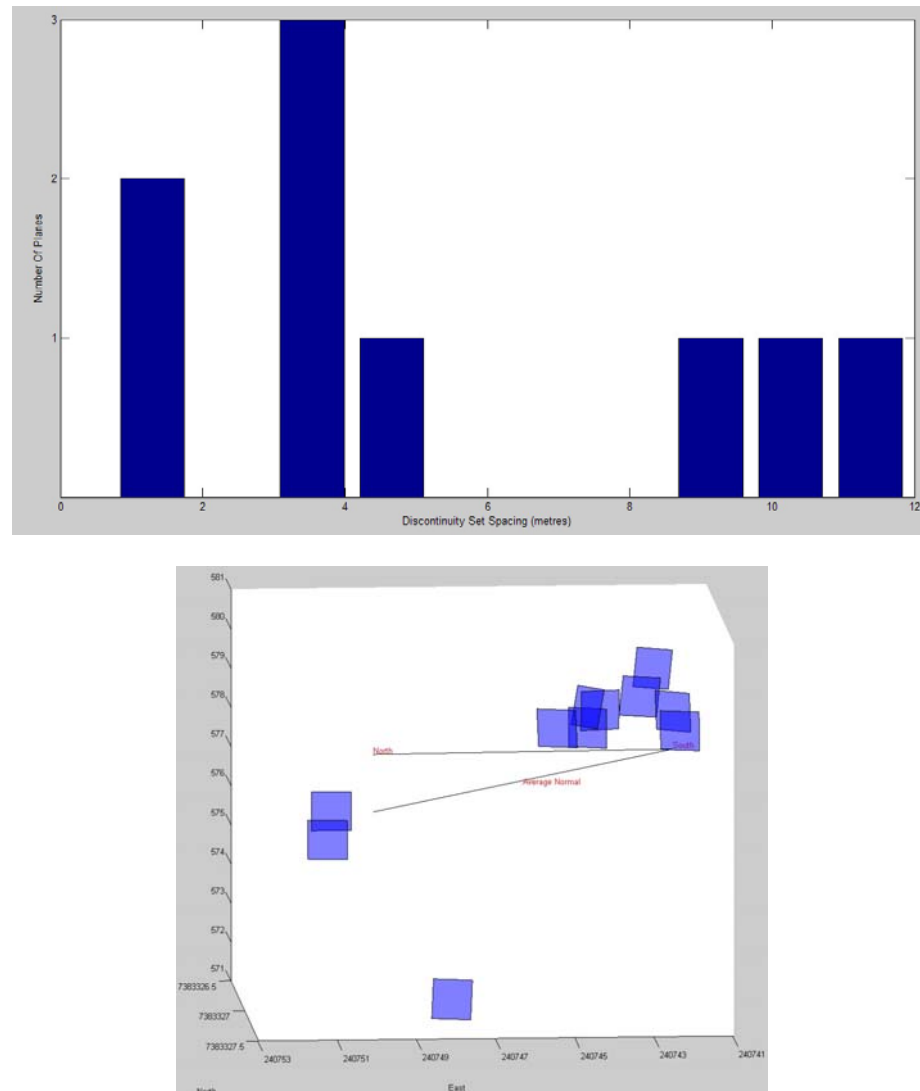 3
2
1
Number Of Planes
0 2 4 6 8 10 12
Discontinuity Set Spacing (metres)
581
580
579
578
577
576
575
574
573
572
571
North South
Average Normal
7383326.5
7383327
7383327.5
240753 240751 240749 240747 240745 240743 240741
North East